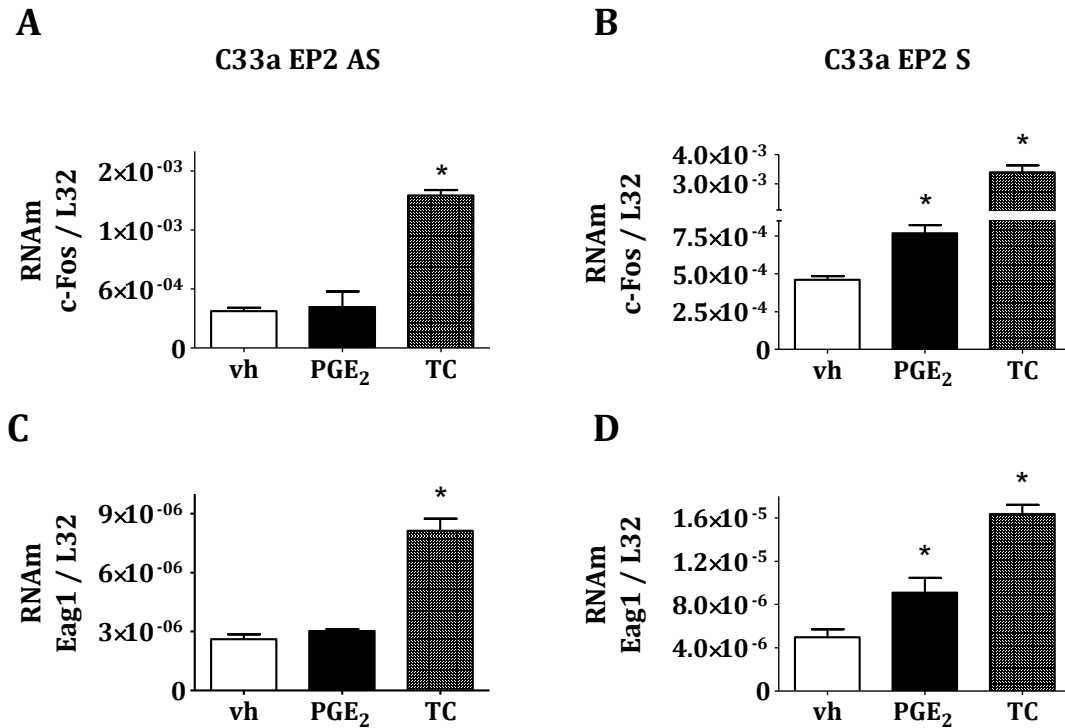 A
C33a EP2 AS
RNAm
c-Fos / L32
2×10⁻⁰³
1×10⁻⁰³
6×10⁻⁰⁴
0
*
vh PGE₂ TC
B
C33a EP2 S
RNAm
c-Fos / L32
4.0×10⁻³
3.0×10⁻³
7.5×10⁻⁴
5.0×10⁻⁴
2.5×10⁻⁴
0
*
*
vh PGE₂ TC
C
RNAm
Eag1 / L32
9×10⁻⁰⁶
6×10⁻⁰⁶
3×10⁻⁰⁶
0
*
vh PGE₂ TC
D
RNAm
Eag1 / L32
1.6×10⁻⁵
1.2×10⁻⁵
8.0×10⁻⁶
4.0×10⁻⁶
0
*
*
vh PGE₂ TC